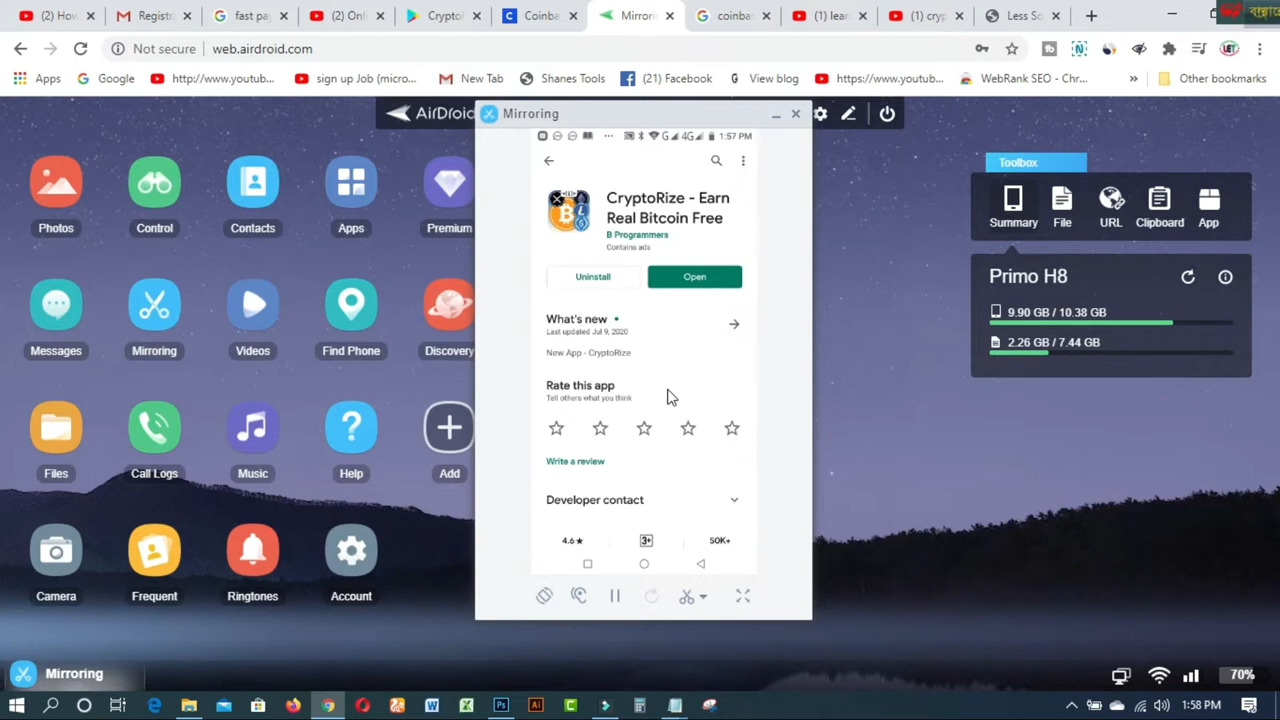 (2) How
Registr
fast pay
(2) Onl
Crypto
Coinba
Mirrori
coinbas
(1) lea
(1) cryp
Less Sc
Not secure
web.airdroid.com
Apps
Google
http://www.youtub...
sign up Job (micro...
New Tab
Shanes Tools
(21) Facebook
View blog
https://www.youtub...
WebRank SEO - Chr...
»
Other bookmarks
AirDroid
Mirroring
1:57 PM
CryptoRize - Earn
Real Bitcoin Free
B Programmers
Contains ads
Uninstall
Open
What's new
Last updated Jul 9, 2020
New App - CryptoRize
Rate this app
Tell others what you think
Write a review
Developer contact
4.6★
3+
50K+
Photos
Control
Contacts
Apps
Premium
Messages
Mirroring
Videos
Find Phone
Discovery
Files
Call Logs
Music
Help
Add
Camera
Frequent
Ringtones
Account
Toolbox
Summary
File
URL
Clipboard
App
Primo H8
9.90 GB / 10.38 GB
2.26 GB / 7.44 GB
Mirroring
70%
1:58 PM